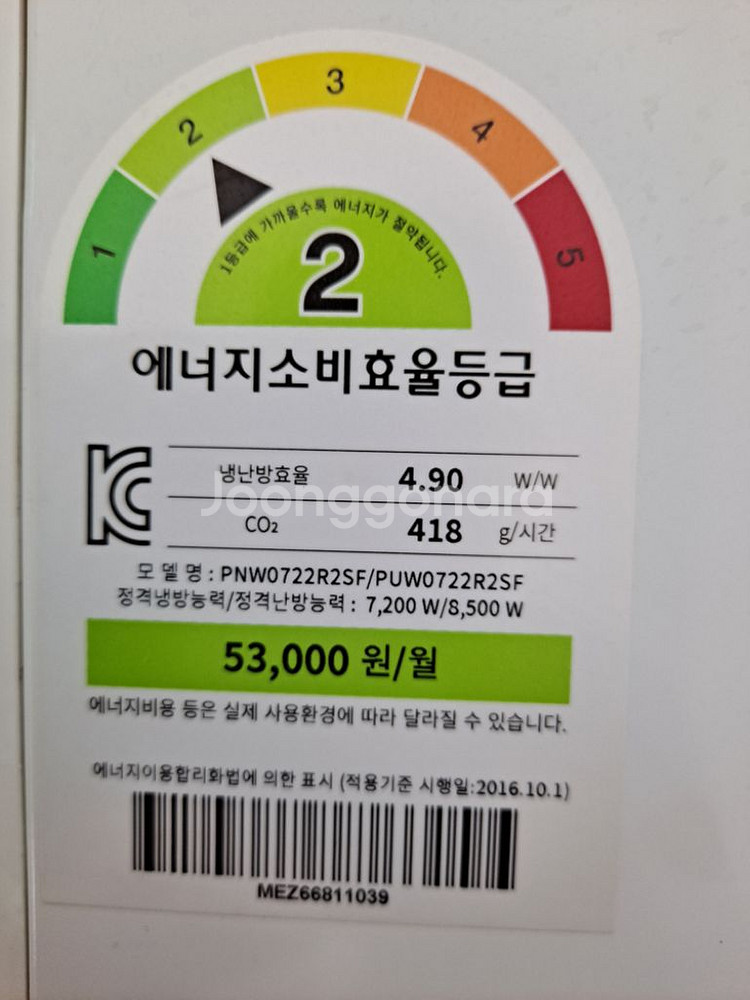 1 2 3 4 5
1등급에 가까울수록 에너지가 절약됩니다.
2
에너지소비효율등급
냉난방효율 4.90 W/W
Joonggonara
CO₂ 418 g/시간
모 델 명 : PNW0722R2SF/PUW0722R2SF
정격냉방능력/정격난방능력 : 7,200 W/8,500 W
53,000 원/월
에너지비용 등은 실제 사용환경에 따라 달라질 수 있습니다.
에너지이용합리화법에 의한 표시 (적용기준 시행일:2016.10.1)
MEZ66811039